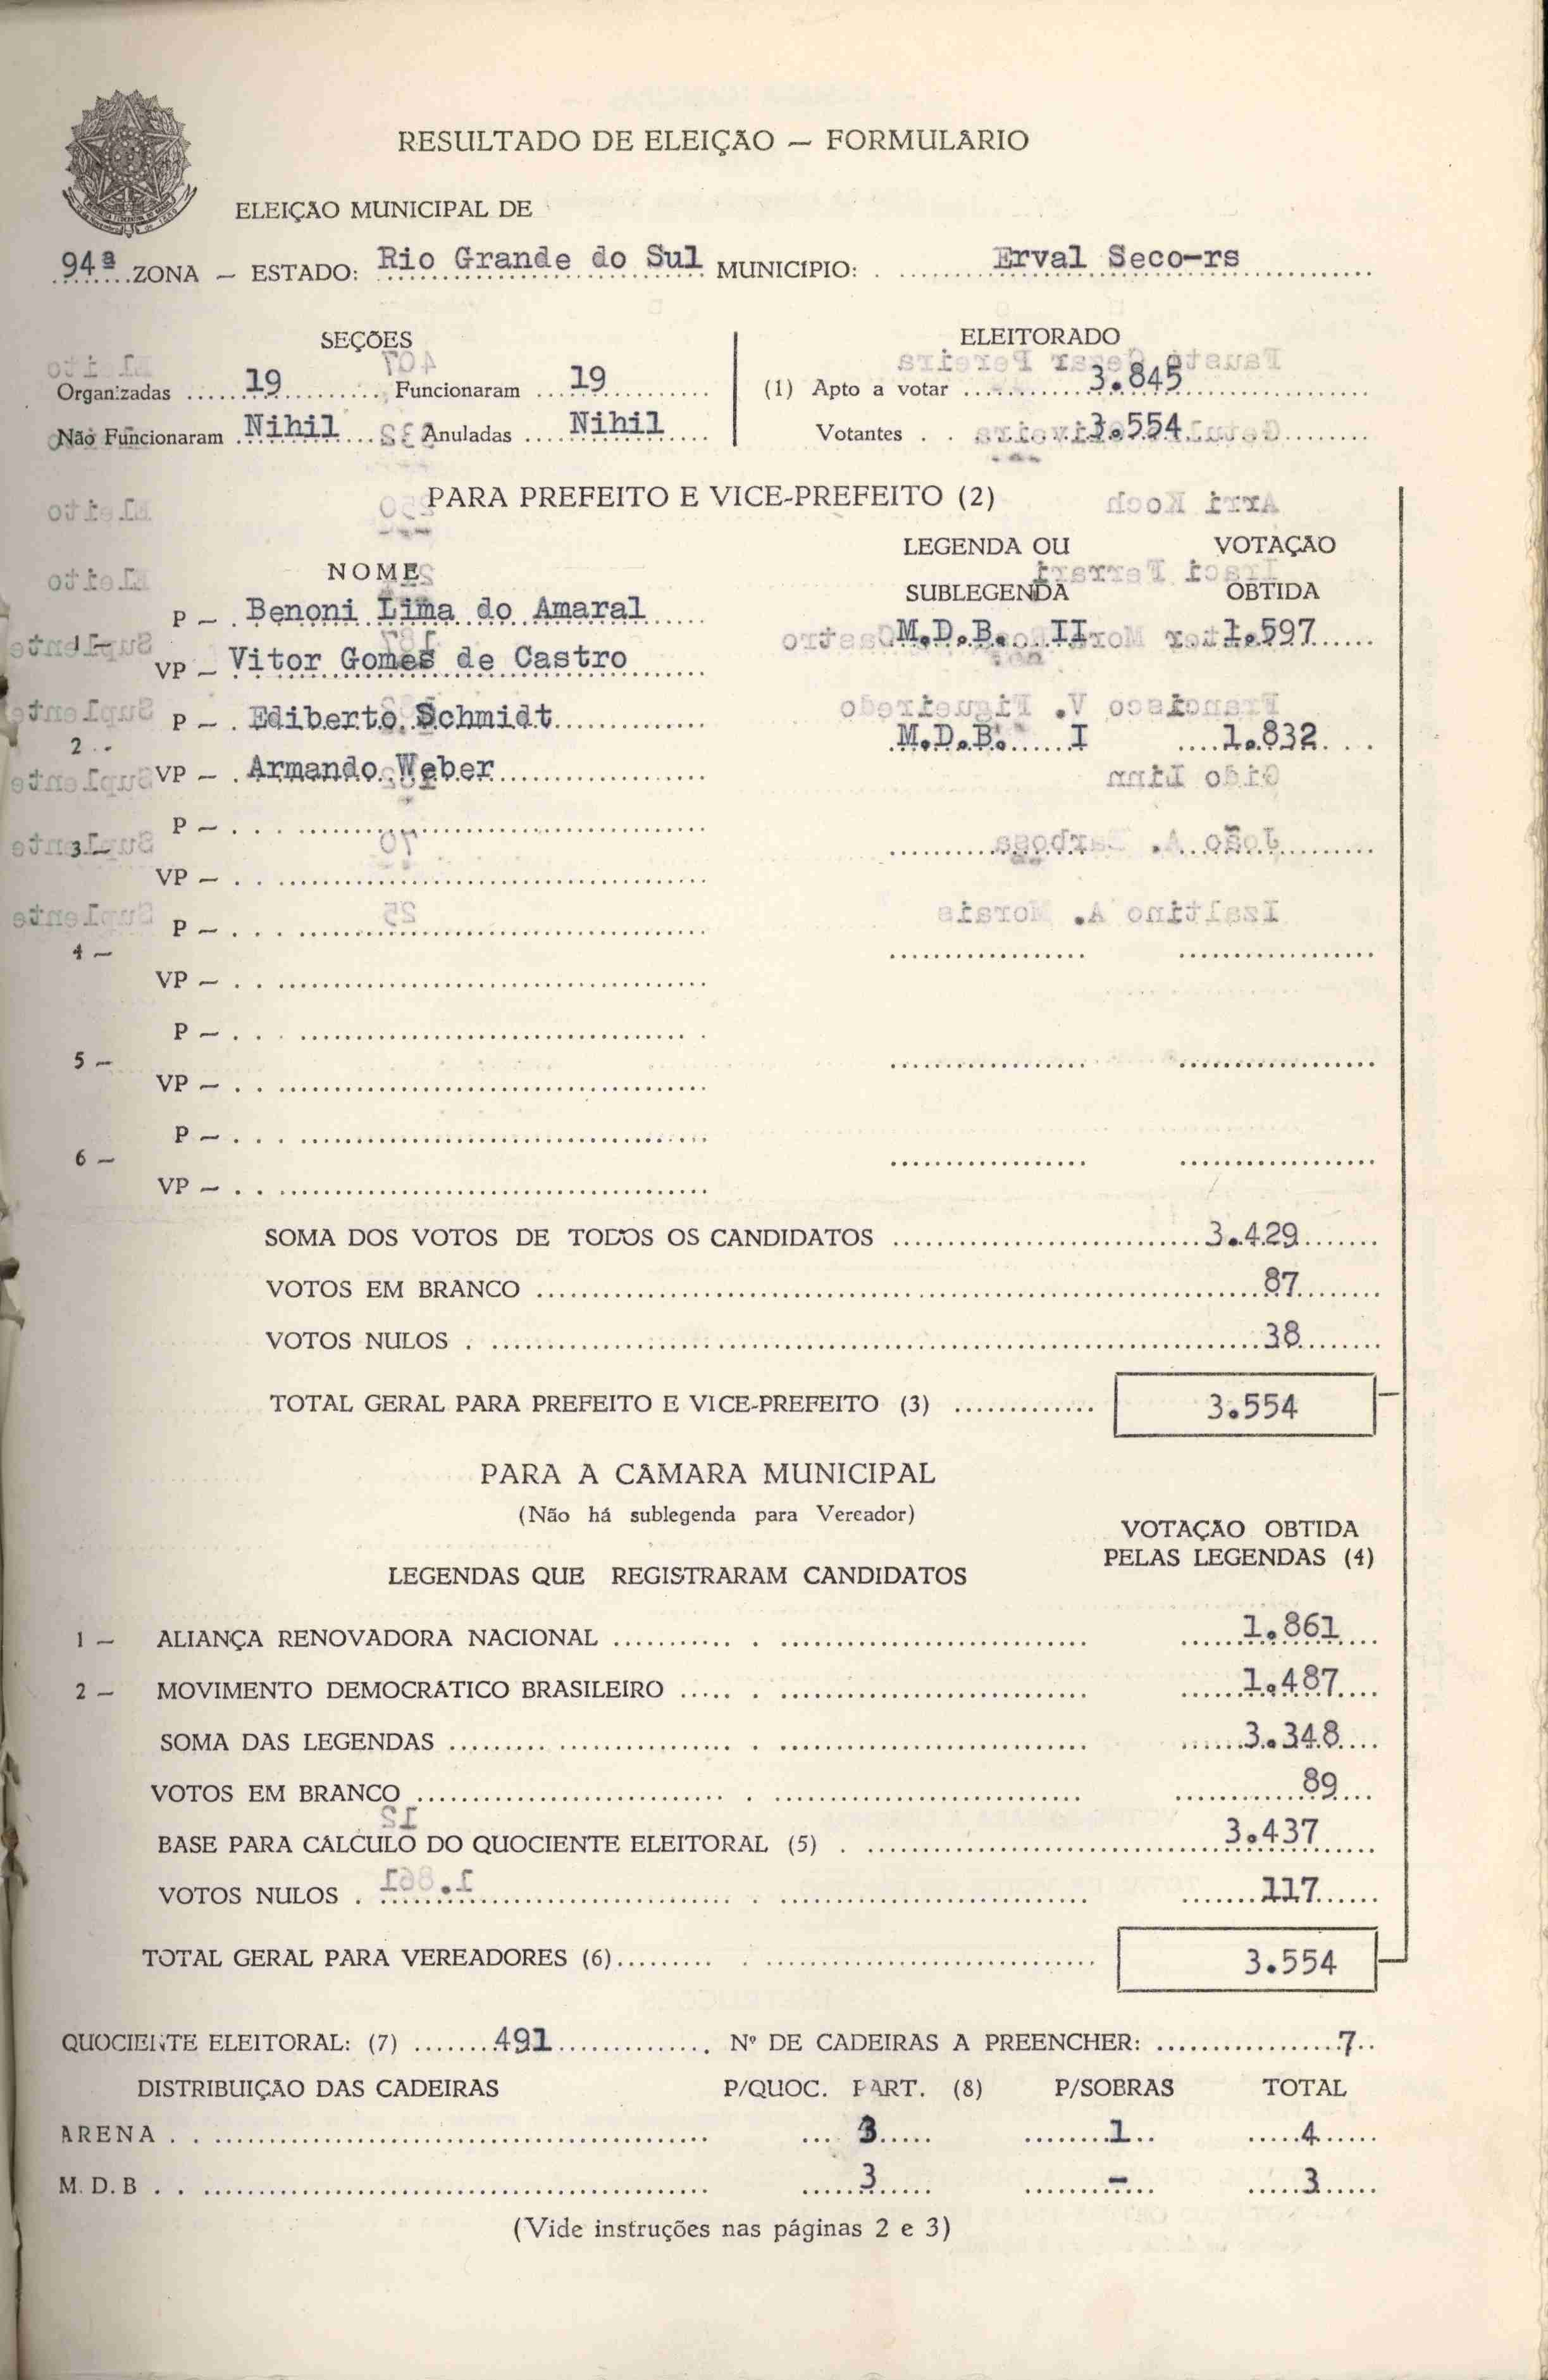 RESULTADO DE ELEIÇÃO — FORMULÁRIO
ELEIÇÃO MUNICIPAL DE
94ª ZONA — ESTADO: Rio Grande do Sul MUNICIPIO: Erval Seco-rs
SEÇÕES
ELEITORADO
Organizadas 19 Funcionaram 19 (1) Apto a votar 3.845
Não Funcionaram Nihil Anuladas Nihil Votantes 3.554
PARA PREFEITO E VICE-PREFEITO (2)
LEGENDA OU VOTAÇÃO
NOME
SUBLEGENDA OBTIDA
P — Benoni Lima do Amaral
1 — M.D.B. II 1.597
VP — Vitor Gomes de Castro
P — Ediberto Schmidt
2 - M.D.B. I 1.832
VP — Armando Weber
P —
3 —
VP —
P —
4 —
VP —
P —
5 —
VP —
P —
6 —
VP —
SOMA DOS VOTOS DE TODOS OS CANDIDATOS 3.429
VOTOS EM BRANCO 87
VOTOS NULOS 38
TOTAL GERAL PARA PREFEITO E VICE-PREFEITO (3) 3.554
PARA A CÂMARA MUNICIPAL
(Não há sublegenda para Vereador)
VOTAÇÃO OBTIDA
PELAS LEGENDAS (4)
LEGENDAS QUE REGISTRARAM CANDIDATOS
1 — ALIANÇA RENOVADORA NACIONAL 1.861
2 — MOVIMENTO DEMOCRÁTICO BRASILEIRO 1.487
SOMA DAS LEGENDAS 3.348
VOTOS EM BRANCO 89
BASE PARA CÁLCULO DO QUOCIENTE ELEITORAL (5) 3.437
VOTOS NULOS 117
TOTAL GERAL PARA VEREADORES (6) 3.554
QUOCIENTE ELEITORAL: (7) 491 Nº DE CADEIRAS A PREENCHER: 7
DISTRIBUIÇÃO DAS CADEIRAS P/QUOC. PART. (8) P/SOBRAS TOTAL
ARENA 3 1 4
M. D. B 3 - 3
(Vide instruções nas páginas 2 e 3)